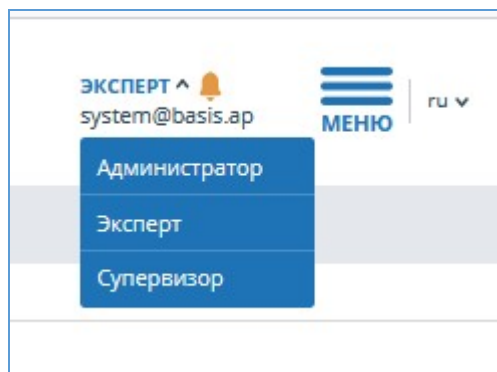 ЭКСПЕРТ
system@basis.ap
МЕНЮ
ru
Администратор
Эксперт
Супервизор